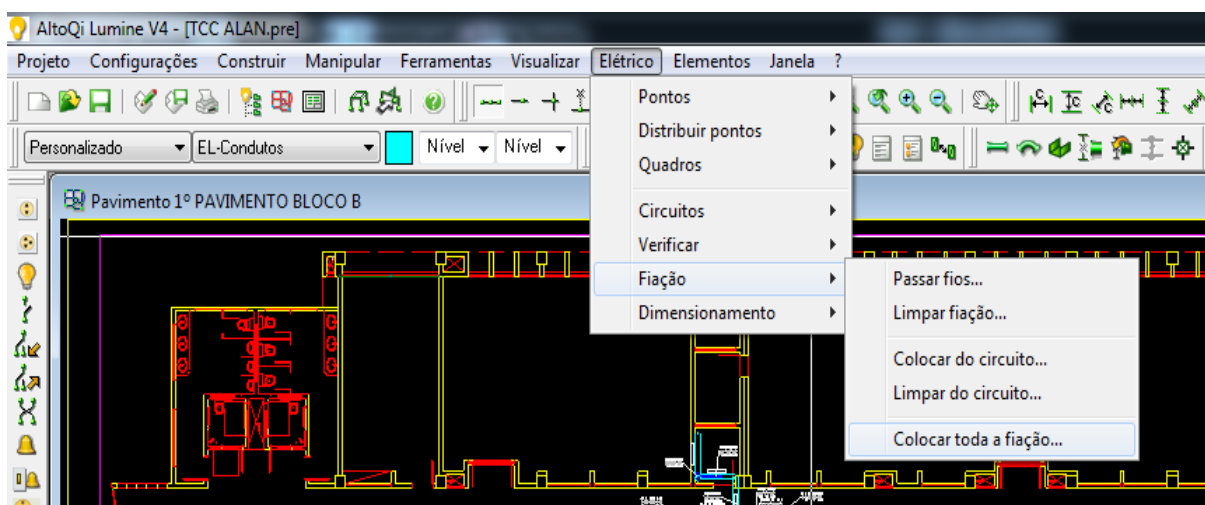 AltoQi Lumine V4 - [TCC ALAN.pre]
Projeto Configurações Construir Manipular Ferramentas Visualizar Elétrico Elementos Janela ?
Personalizado EL-Condutos Nível Nível
Pavimento 1º PAVIMENTO BLOCO B
Pontos
Distribuir pontos
Quadros
Circuitos
Verificar
Fiação
Dimensionamento
Passar fios...
Limpar fiação...
Colocar do circuito...
Limpar do circuito...
Colocar toda a fiação...